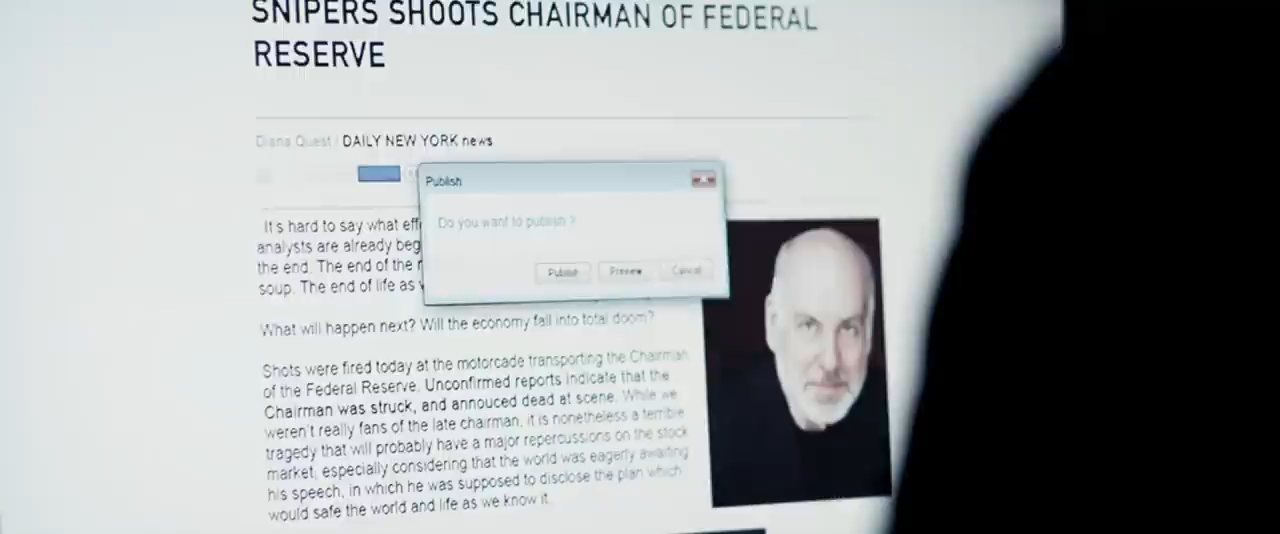 SNIPERS SHOOTS CHAIRMAN OF FEDERAL
RESERVE
Diana Quest | DAILY NEW YORK news
Publish
Do you want to publish ?
Publish Preview Cancel
It's hard to say what eff
analysts are already beg
the end. The end of the
soup. The end of life as
What will happen next? Will the economy fall into total doom?
Shots were fired today at the motorcade transporting the Chairman
of the Federal Reserve. Unconfirmed reports indicate that the
Chairman was struck, and annouced dead at scene. While we
weren't really fans of the late chairman, it is nonetheless a terrible
tragedy that will probably have a major repercussions on the stock
market, especially considering that the world was eagerly awaiting
his speech, in which he was supposed to disclose the plan which
would safe the world and life as we know it.